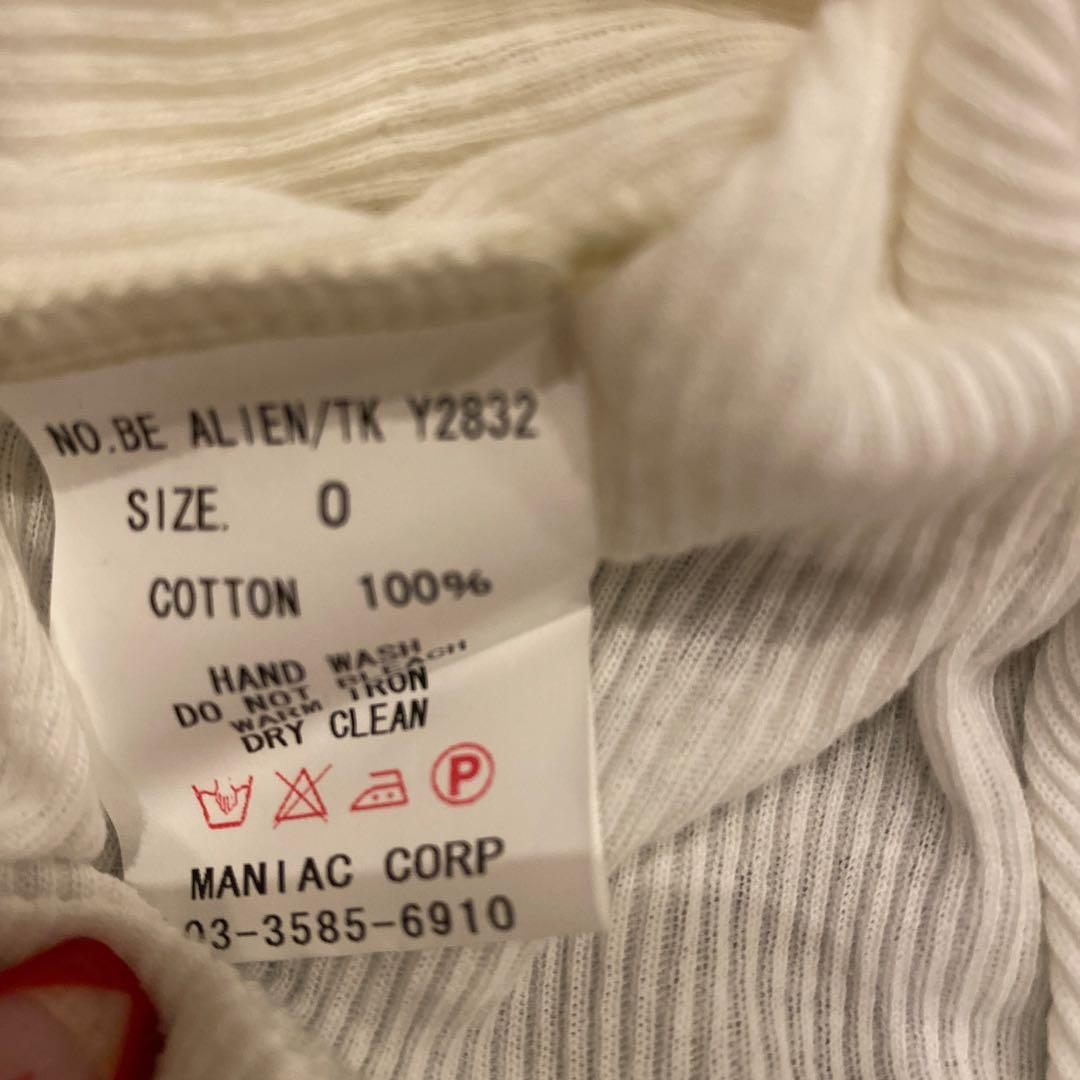 NO.BE ALIEN/TK Y2832
SIZE. 0
COTTON 100%
HAND WASH
DO NOT BLEACH
WARM IRON
DRY CLEAN
P
MANIAC CORP
03-3585-6910